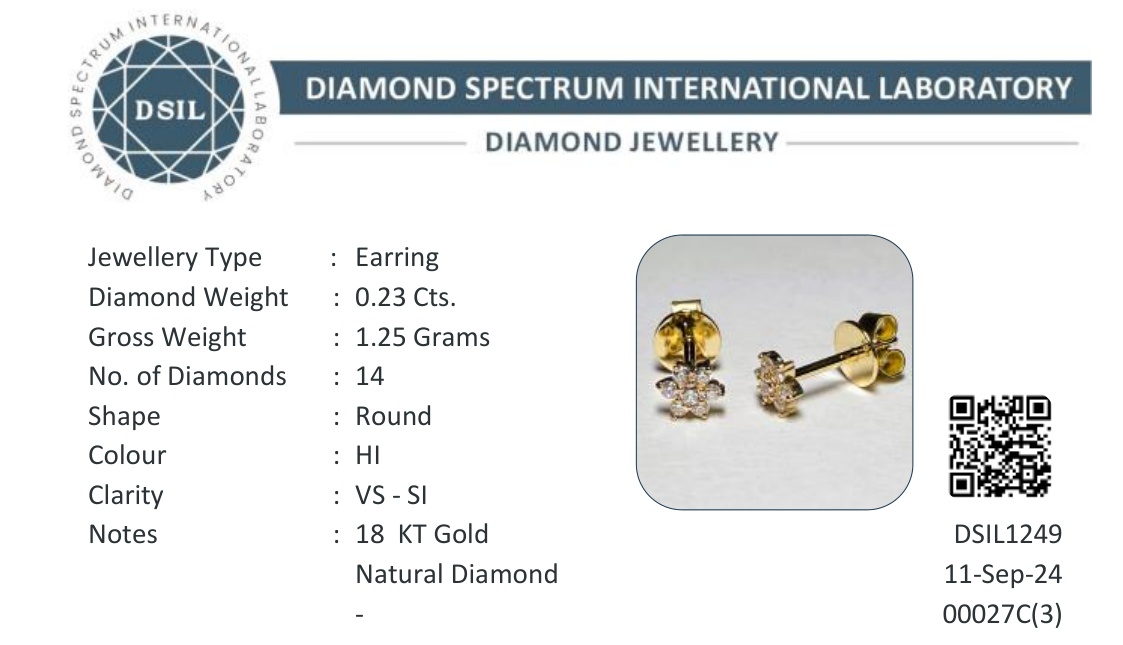 DIAMOND SPECTRUM INTERNATIONAL LABORATORY
DSIL
DIAMOND SPECTRUM INTERNATIONAL LABORATORY
DIAMOND JEWELLERY
Jewellery Type : Earring
Diamond Weight : 0.23 Cts.
Gross Weight : 1.25 Grams
No. of Diamonds : 14
Shape : Round
Colour : HI
Clarity : VS - SI
Notes : 18 KT Gold
Natural Diamond
-
DSIL1249
11-Sep-24
00027C(3)